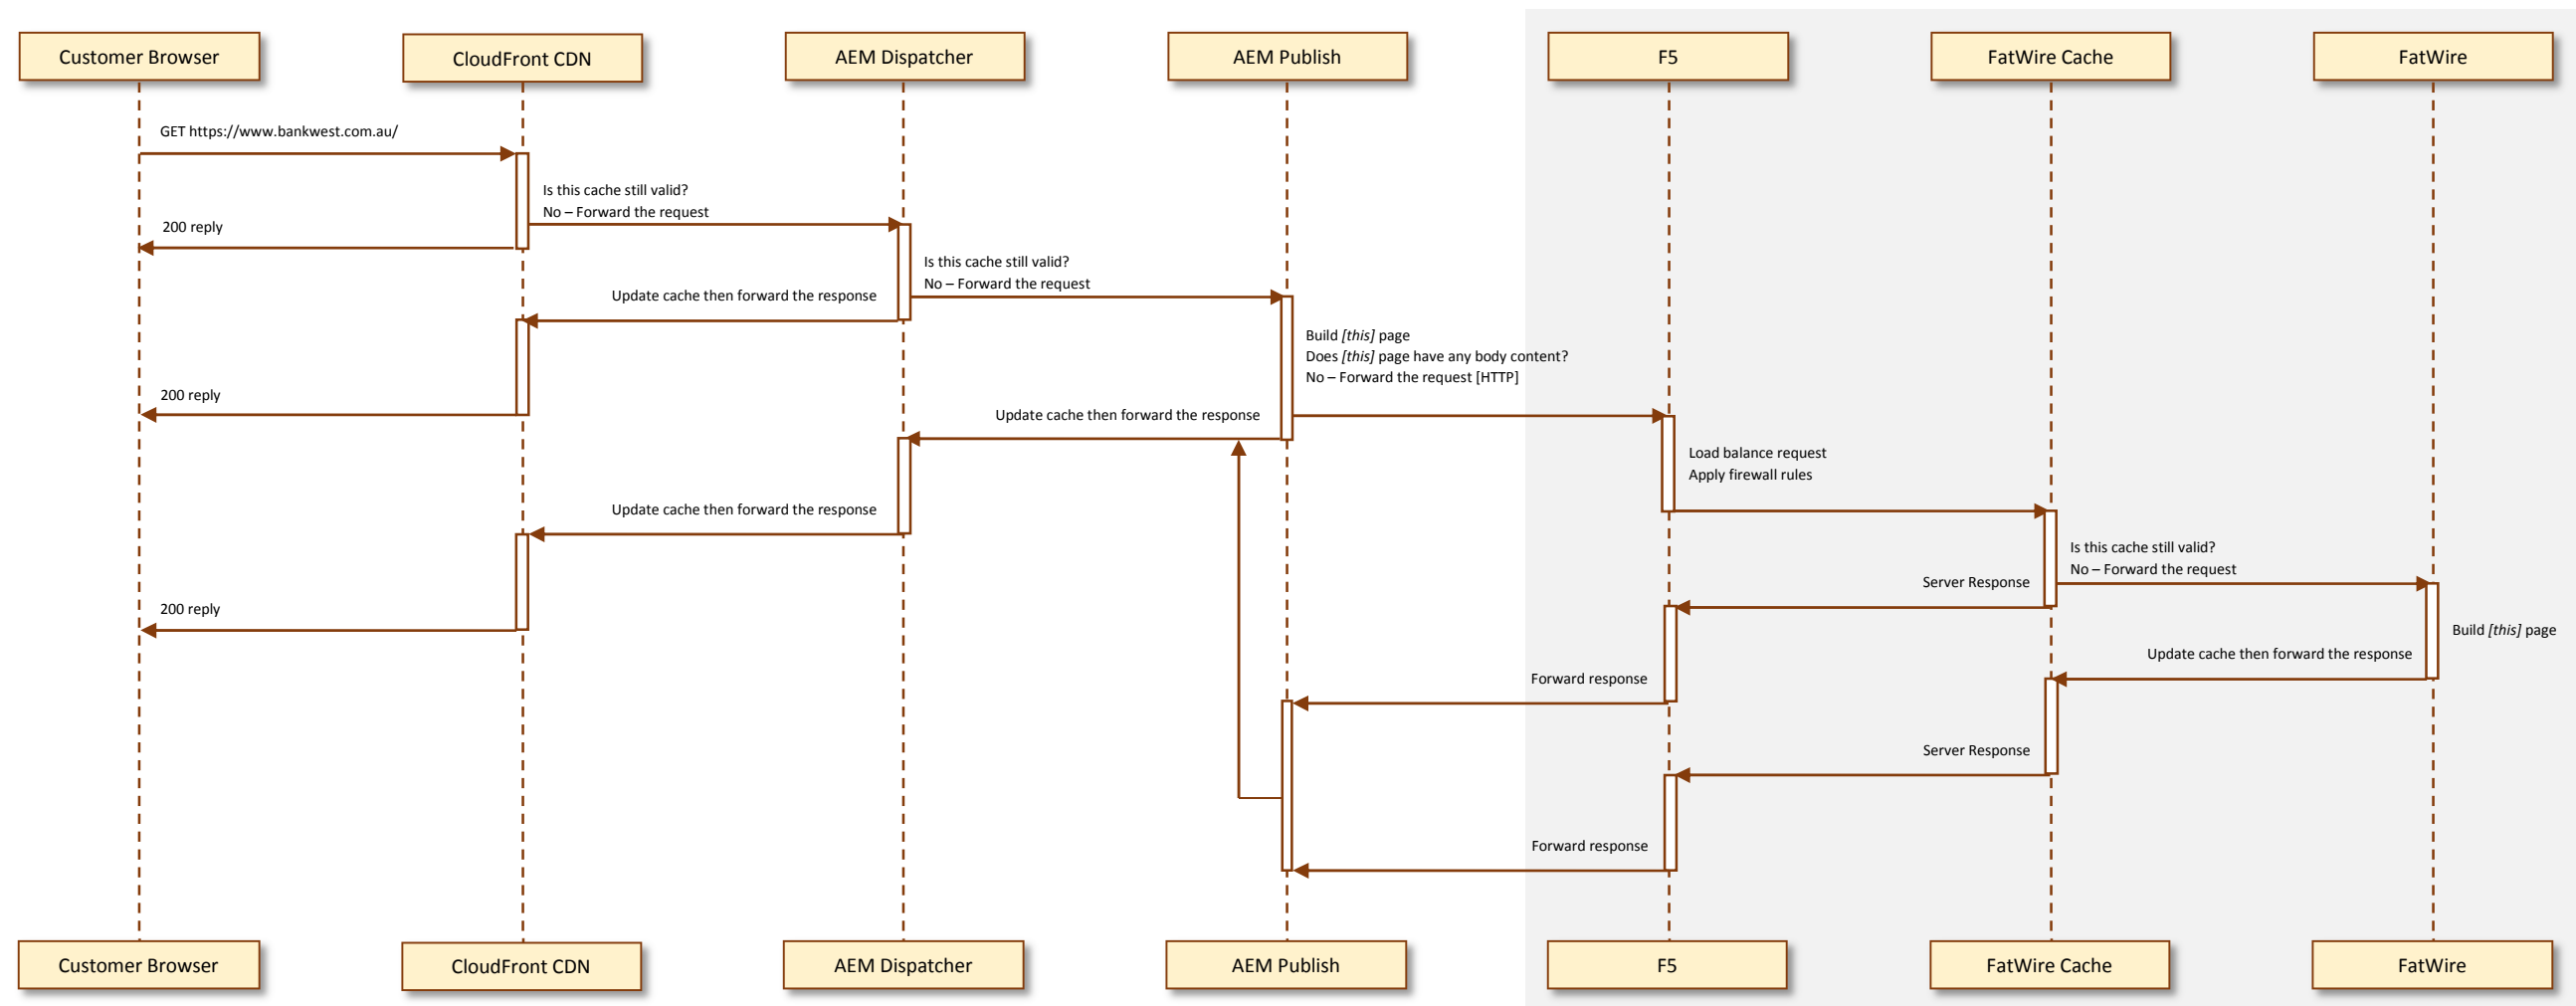 Customer Browser
CloudFront CDN
AEM Dispatcher
AEM Publish
F5
FatWire Cache
FatWire
GET https://www.bankwest.com.au/
Is this cache still valid?
No – Forward the request
200 reply
Is this cache still valid?
No – Forward the request
Update cache then forward the response
Build [this] page
Does [this] page have any body content?
No – Forward the request [HTTP]
200 reply
Update cache then forward the response
Load balance request
Apply firewall rules
Update cache then forward the response
Is this cache still valid?
No – Forward the request
Server Response
200 reply
Build [this] page
Update cache then forward the response
Forward response
Server Response
Forward response
Customer Browser
CloudFront CDN
AEM Dispatcher
AEM Publish
F5
FatWire Cache
FatWire